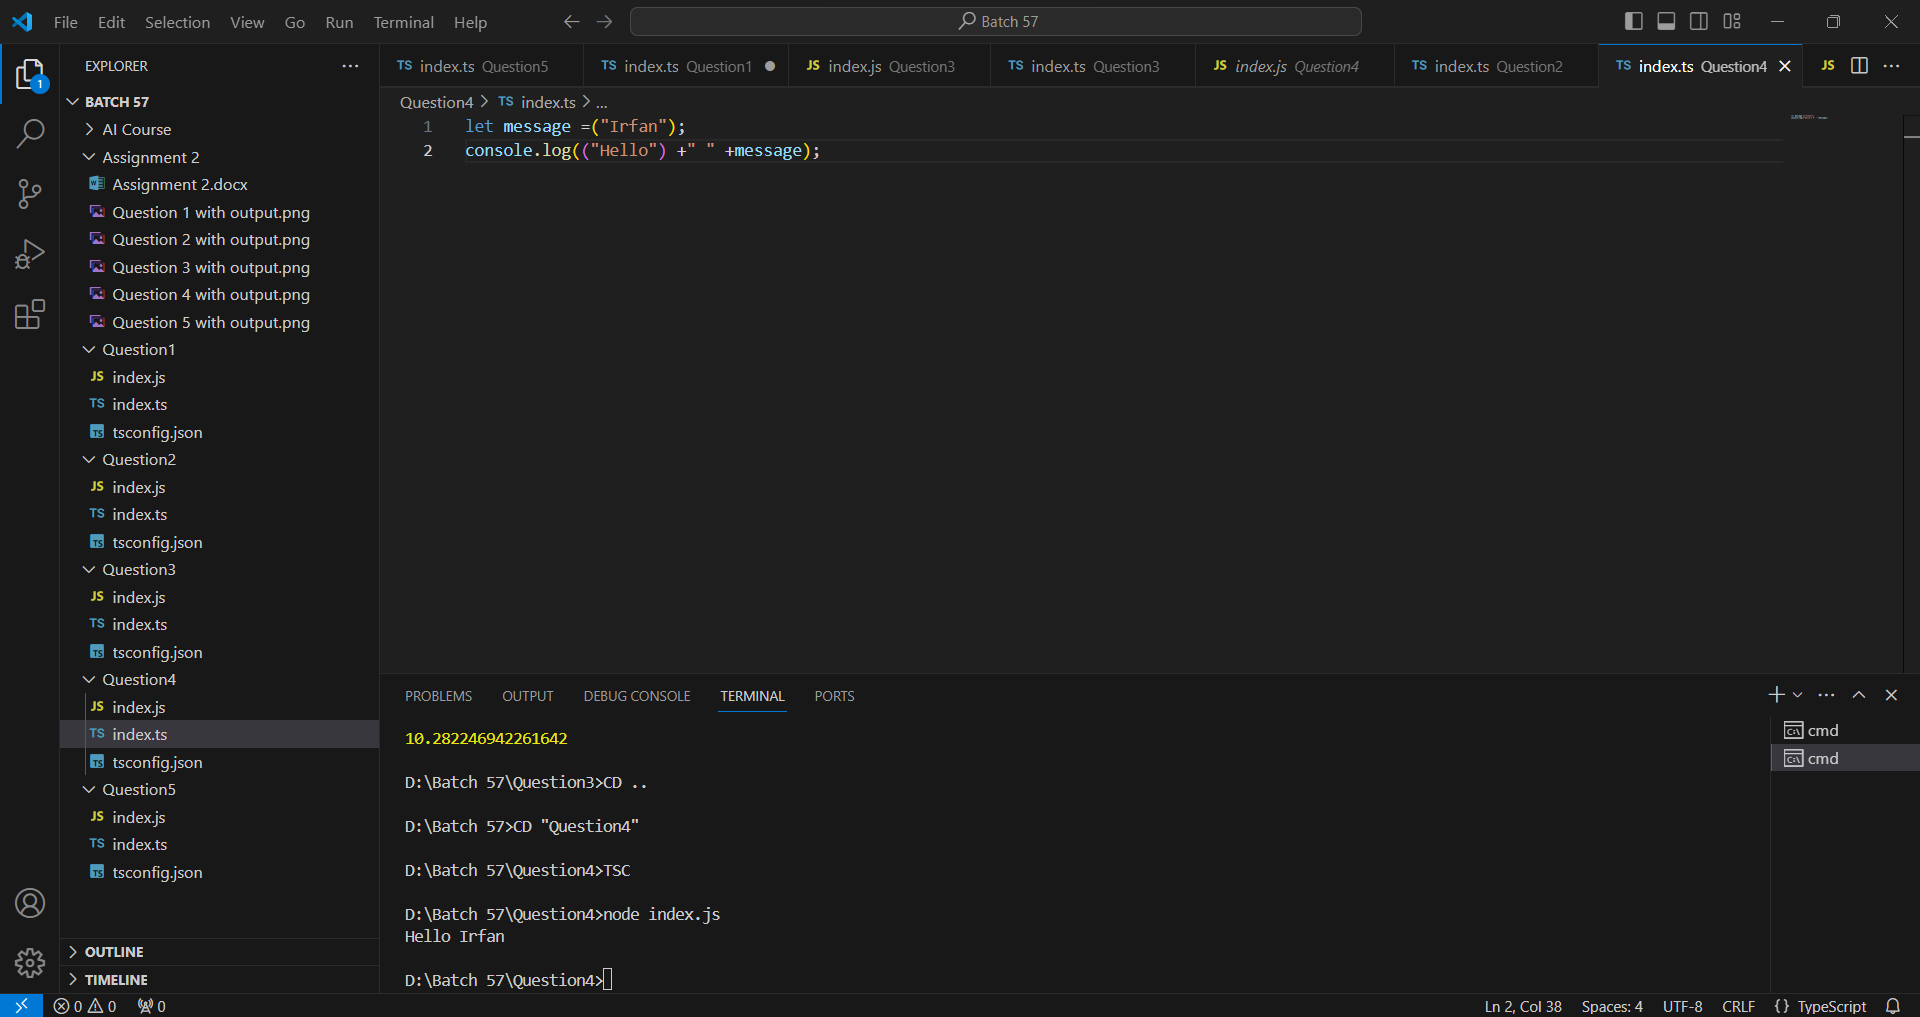 File Edit Selection View Go Run Terminal Help
Batch 57
EXPLORER
TS index.ts Question5
TS index.ts Question1
JS index.js Question3
TS index.ts Question3
JS index.js Question4
TS index.ts Question2
TS index.ts Question4
JS
1
BATCH 57
AI Course
Assignment 2
Assignment 2.docx
Question 1 with output.png
Question 2 with output.png
Question 3 with output.png
Question 4 with output.png
Question 5 with output.png
Question1
JS index.js
TS index.ts
TS tsconfig.json
Question2
JS index.js
TS index.ts
TS tsconfig.json
Question3
JS index.js
TS index.ts
TS tsconfig.json
Question4
JS index.js
TS index.ts
TS tsconfig.json
Question5
JS index.js
TS index.ts
TS tsconfig.json
OUTLINE
TIMELINE
Question4 > TS index.ts > ...
1 let message =("Irfan");
2 console.log(("Hello") +" " +message);
PROBLEMS OUTPUT DEBUG CONSOLE TERMINAL PORTS
10.282246942261642
D:\Batch 57\Question3>CD ..
D:\Batch 57>CD "Question4"
D:\Batch 57\Question4>TSC
D:\Batch 57\Question4>node index.js
Hello Irfan
D:\Batch 57\Question4>
cmd
cmd
0 0 0
Ln 2, Col 38 Spaces: 4 UTF-8 CRLF {} TypeScript